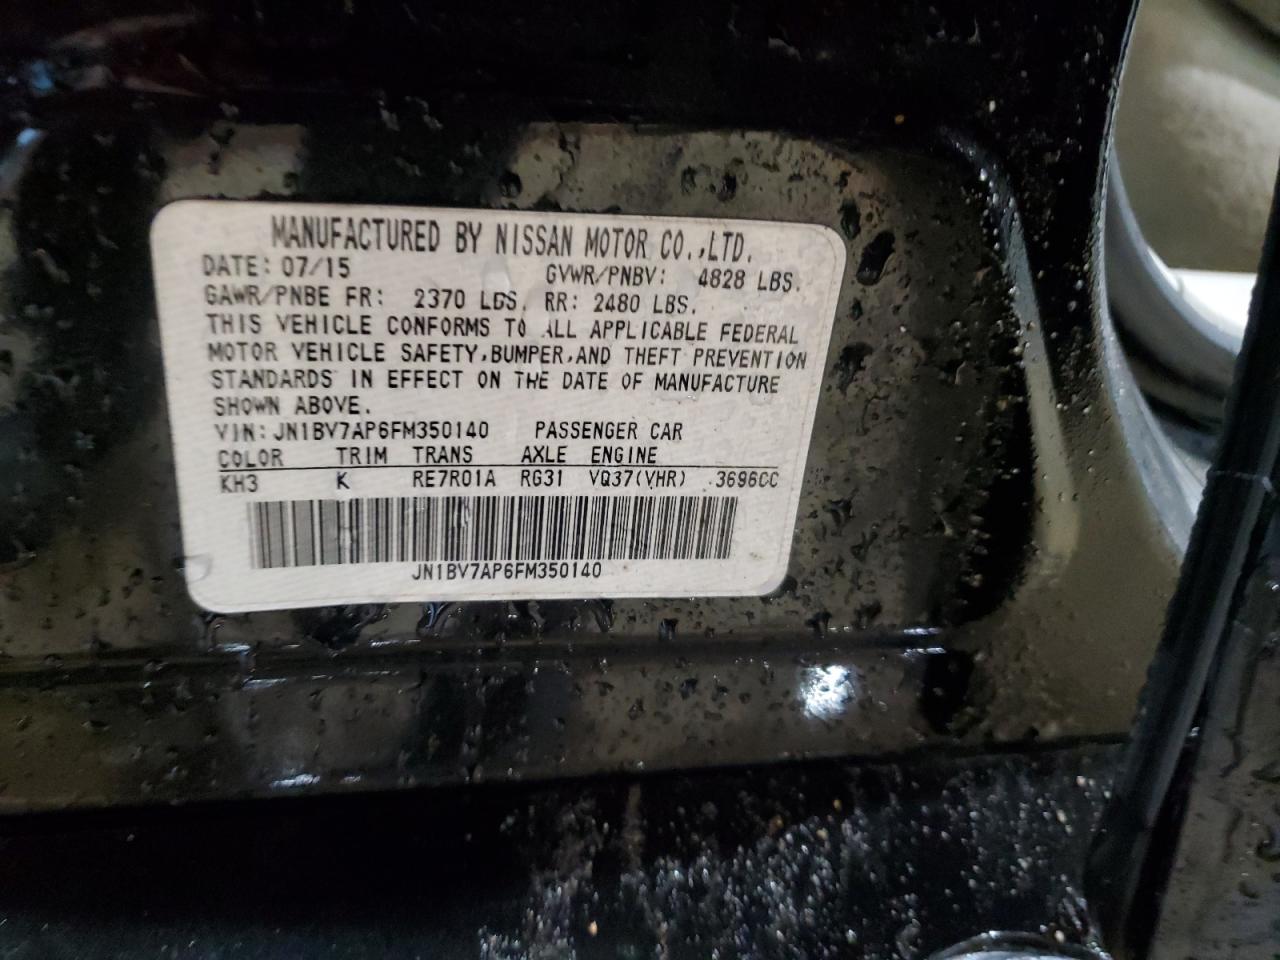 MANUFACTURED BY NISSAN MOTOR CO.,LTD.
DATE: 07/15 GVWR/PNBV: 4828 LBS.
GAWR/PNBE FR: 2370 LBS. RR: 2480 LBS.
THIS VEHICLE CONFORMS TO ALL APPLICABLE FEDERAL
MOTOR VEHICLE SAFETY,BUMPER,AND THEFT PREVENTION
STANDARDS IN EFFECT ON THE DATE OF MANUFACTURE
SHOWN ABOVE.
VIN: JN1BV7AP6FM350140 PASSENGER CAR
COLOR TRIM TRANS AXLE ENGINE
KH3 K RE7R01A RG31 VQ37(VHR) 3696CC
JN1BV7AP6FM350140